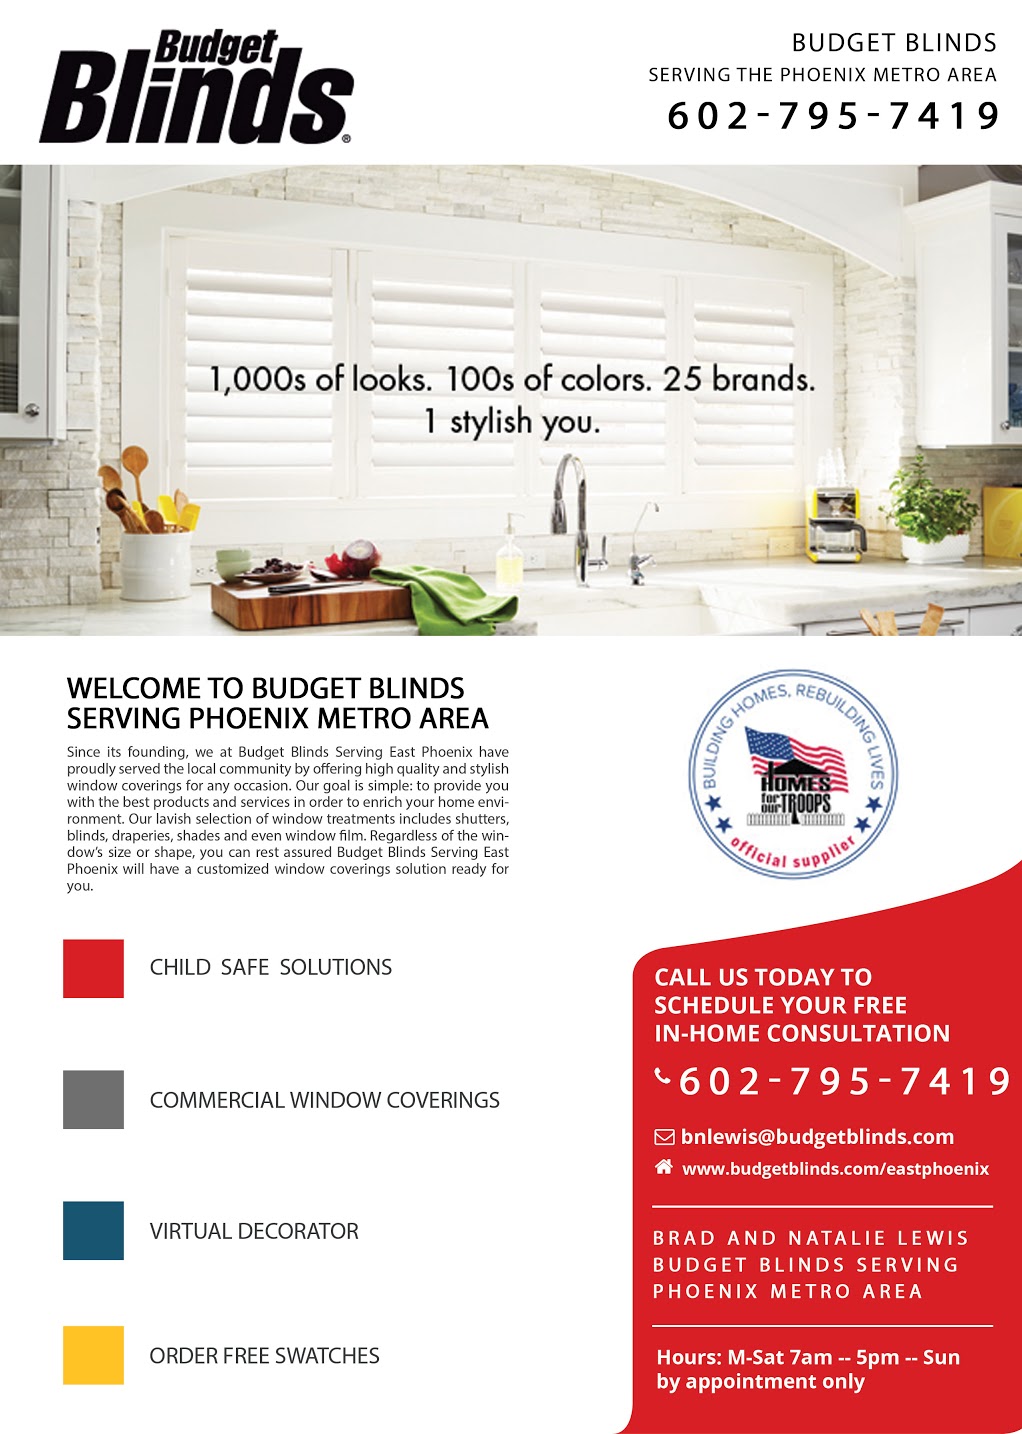 Budget
Blinds®
BUDGET BLINDS
SERVING THE PHOENIX METRO AREA
602-795-7419
1,000s of looks. 100s of colors. 25 brands.
1 stylish you.
WELCOME TO BUDGET BLINDS
SERVING PHOENIX METRO AREA
Since its founding, we at Budget Blinds Serving East Phoenix have
proudly served the local community by offering high quality and stylish
window coverings for any occasion. Our goal is simple: to provide you
with the best products and services in order to enrich your home envi-
ronment. Our lavish selection of window treatments includes shutters,
blinds, draperies, shades and even window film. Regardless of the win-
dow's size or shape, you can rest assured Budget Blinds Serving East
Phoenix will have a customized window coverings solution ready for
you.
BUILDING HOMES, REBUILDING LIVES
HOMES
for our TROOPS
official supplier
CHILD SAFE SOLUTIONS
COMMERCIAL WINDOW COVERINGS
VIRTUAL DECORATOR
ORDER FREE SWATCHES
CALL US TODAY TO
SCHEDULE YOUR FREE
IN-HOME CONSULTATION
602-795-7419
bnlewis@budgetblinds.com
www.budgetblinds.com/eastphoenix
BRAD AND NATALIE LEWIS
BUDGET BLINDS SERVING
PHOENIX METRO AREA
Hours: M-Sat 7am -- 5pm -- Sun
by appointment only